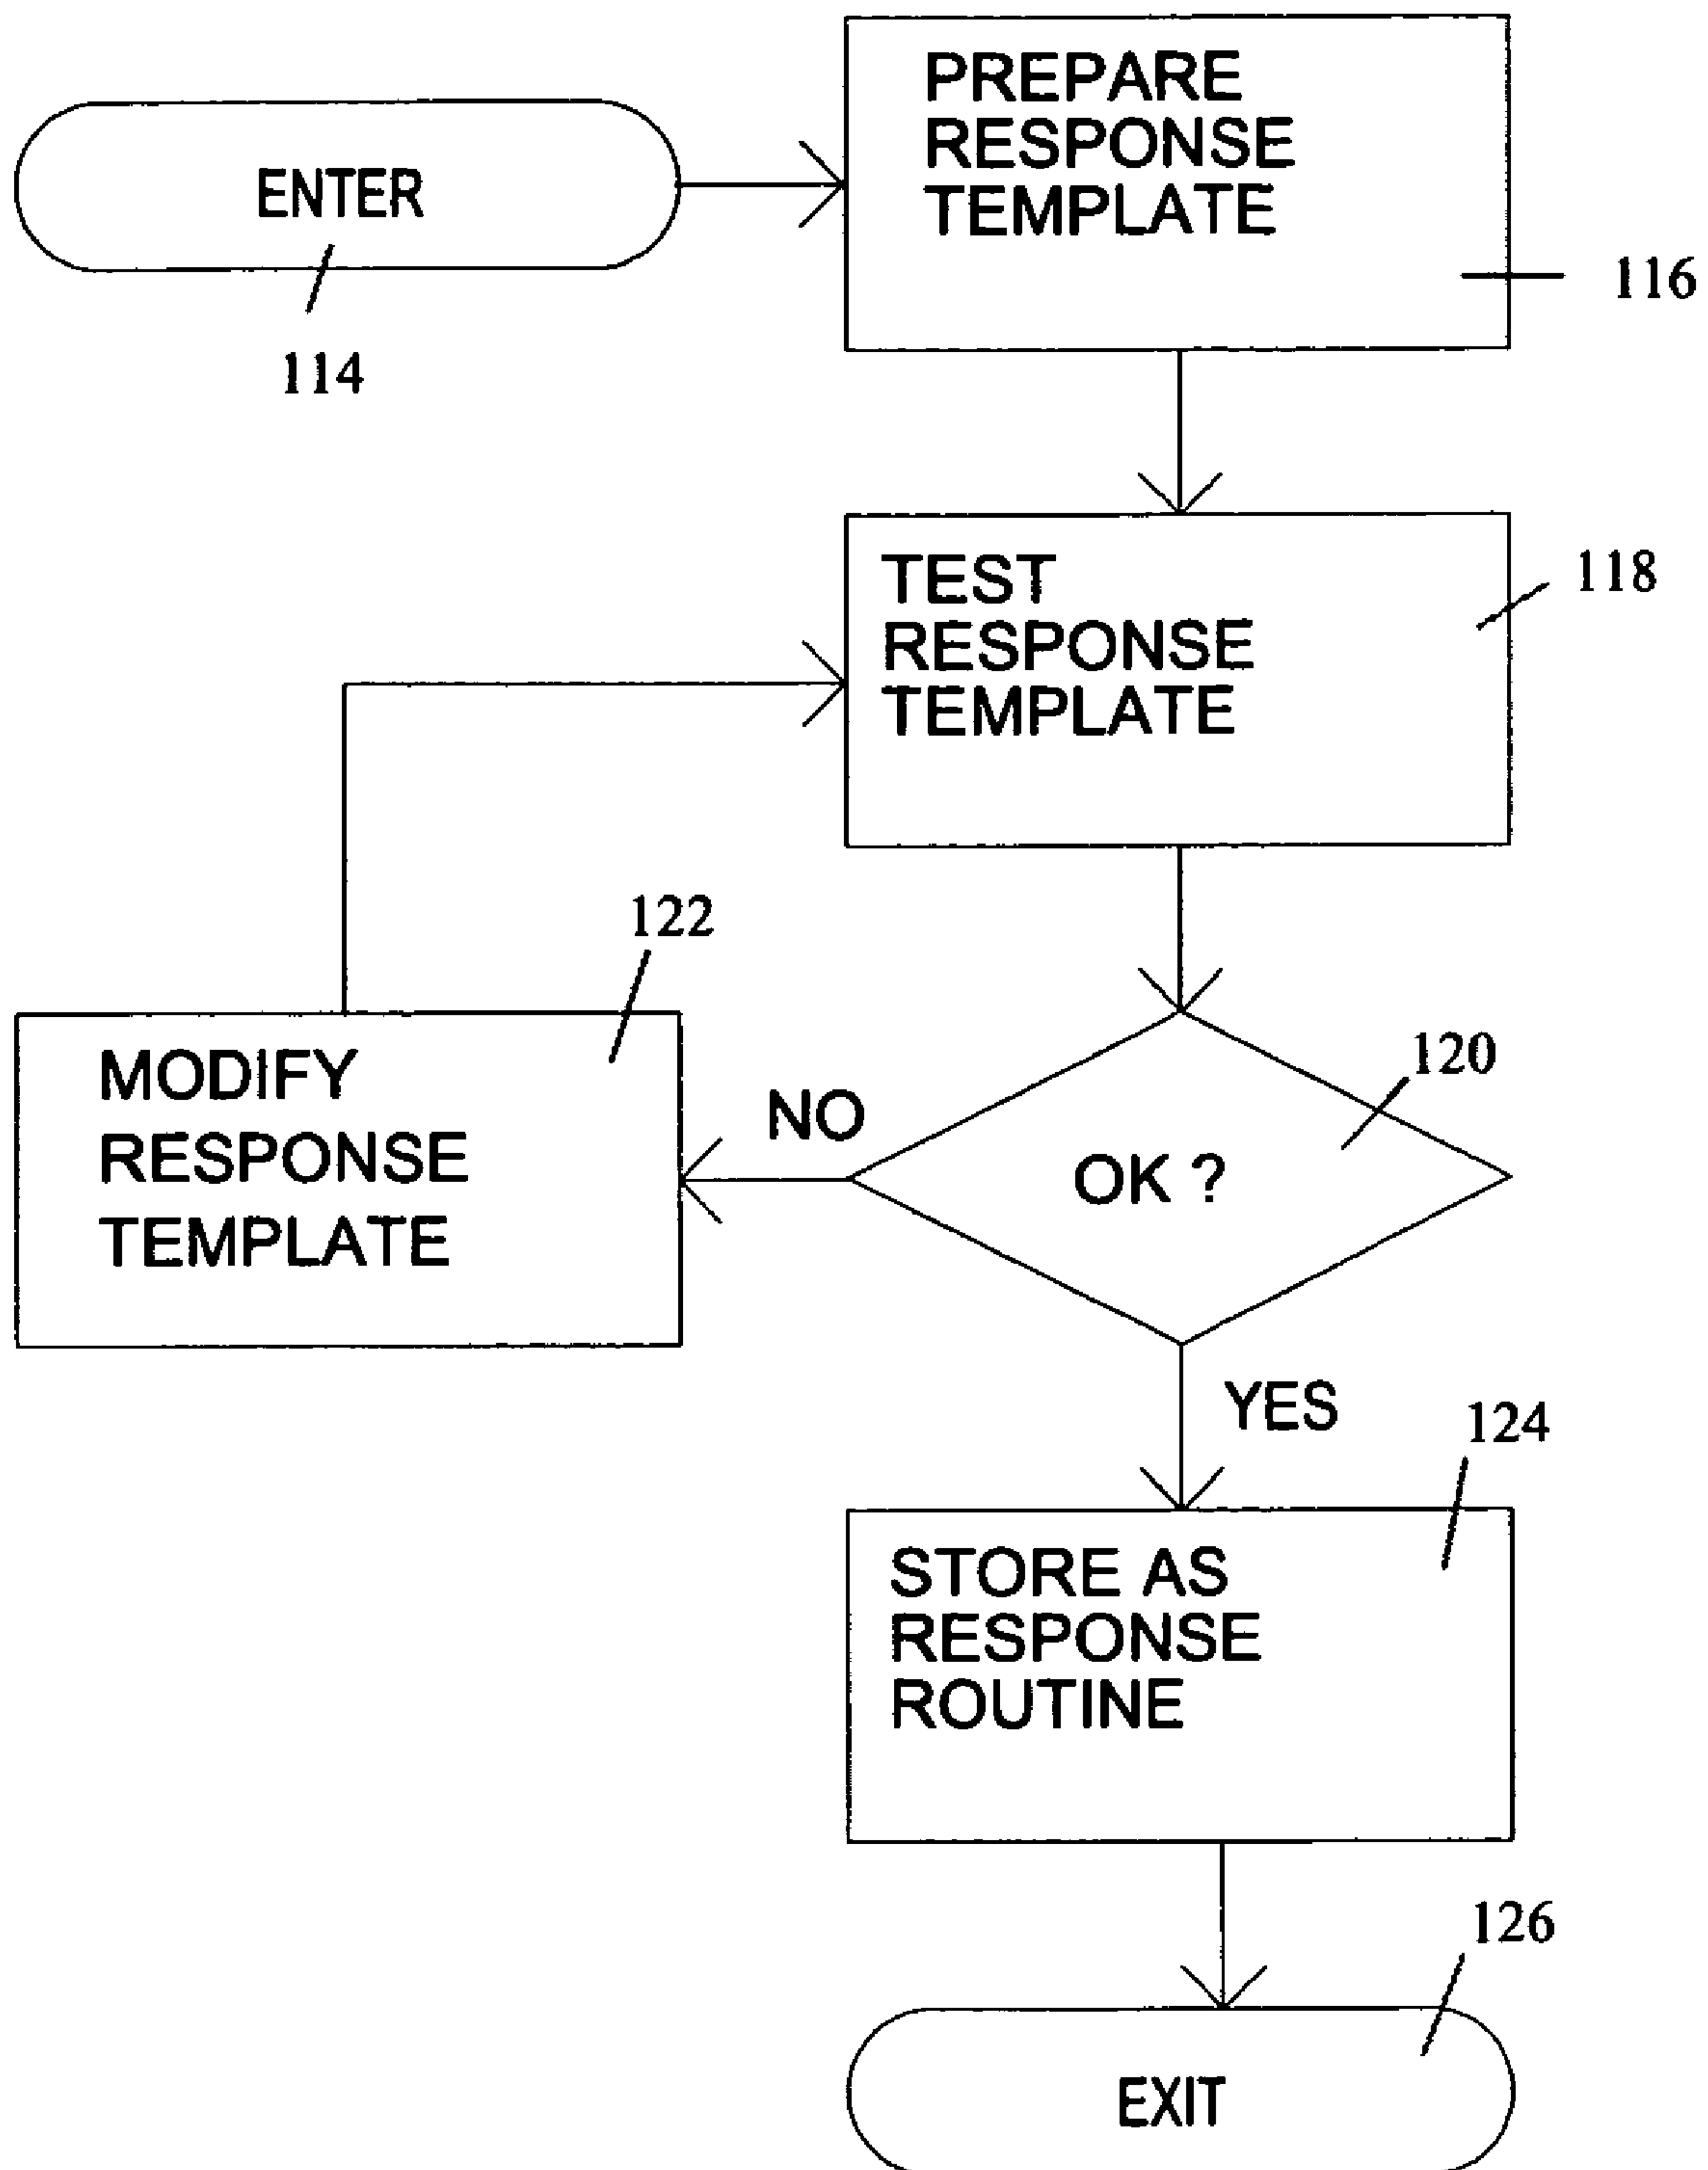 PREPARE
RESPONSE
TEMPLATE
ENTER
116
114
TEST
RESPONSE
TEMPLATE
118
122
MODIFY
RESPONSE
TEMPLATE
NO
120
OK ?
YES
124
STORE AS
RESPONSE
ROUTINE
126
EXIT